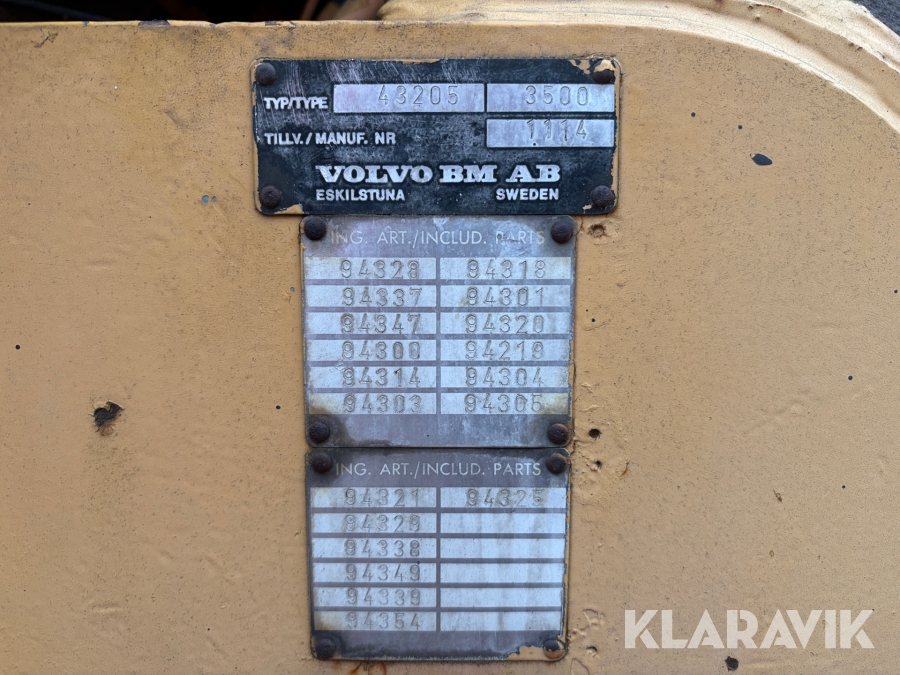 TYP/TYPE 43205 3500
TILLV./MANUF. NR 1114
VOLVO BM AB
ESKILSTUNA SWEDEN
ING. ART./INCLUD. PARTS
94328 94318
94337 94301
94347 94320
94300 94219
94314 94304
94303 94305
ING. ART./INCLUD. PARTS
94321 94325
94329
94338
94349
94339
94354
KLARAVIK